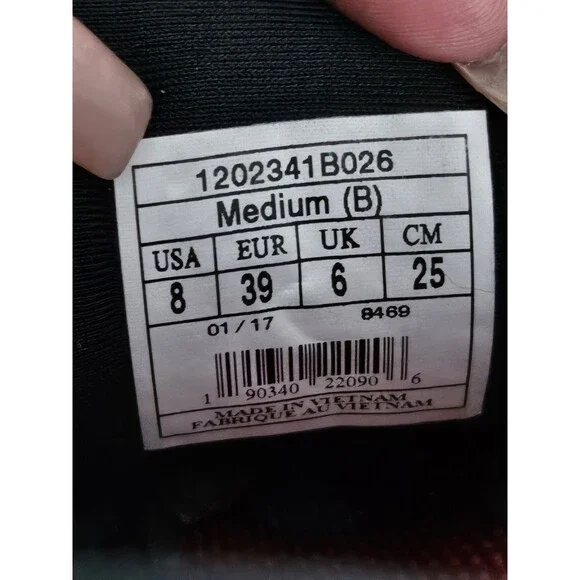 1202341B026
Medium (B)
USA EUR UK CM
8 39 6 25
01/17 8469
1 90340 22090 6
MADE IN VIETNAM
FABRIQUE AU VIETNAM